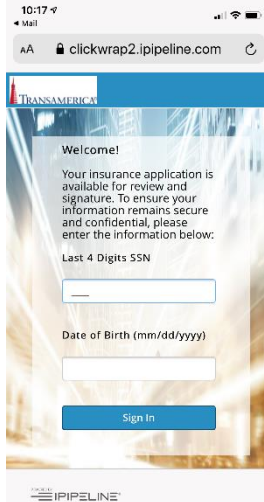 10:17
Mail
AA clickwrap2.ipipeline.com
TRANSAMERICA®
Welcome!
Your insurance application is
available for review and
signature. To ensure your
information remains secure
and confidential, please
enter the information below:
Last 4 Digits SSN
Date of Birth (mm/dd/yyyy)
Sign In
IPIPELINE®